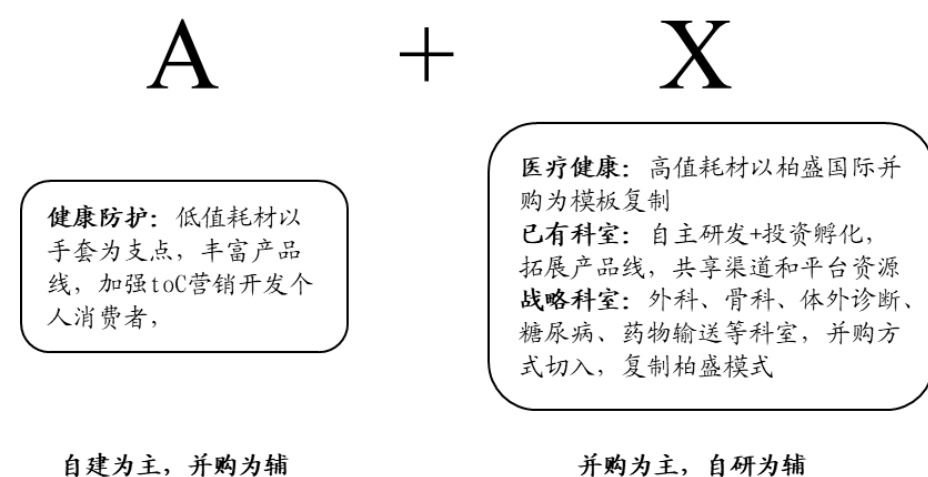 A + X
健康防护：低值耗材以
手套为支点，丰富产品
线，加强toC营销开发个
人消费者，
医疗健康：高值耗材以柏盛国际并
购为模板复制
已有科室：自主研发+投资孵化，
拓展产品线，共享渠道和平台资源
战略科室：外科、骨科、体外诊断、
糖尿病、药物输送等科室，并购方
式切入，复制柏盛模式
自建为主，并购为辅
并购为主，自研为辅